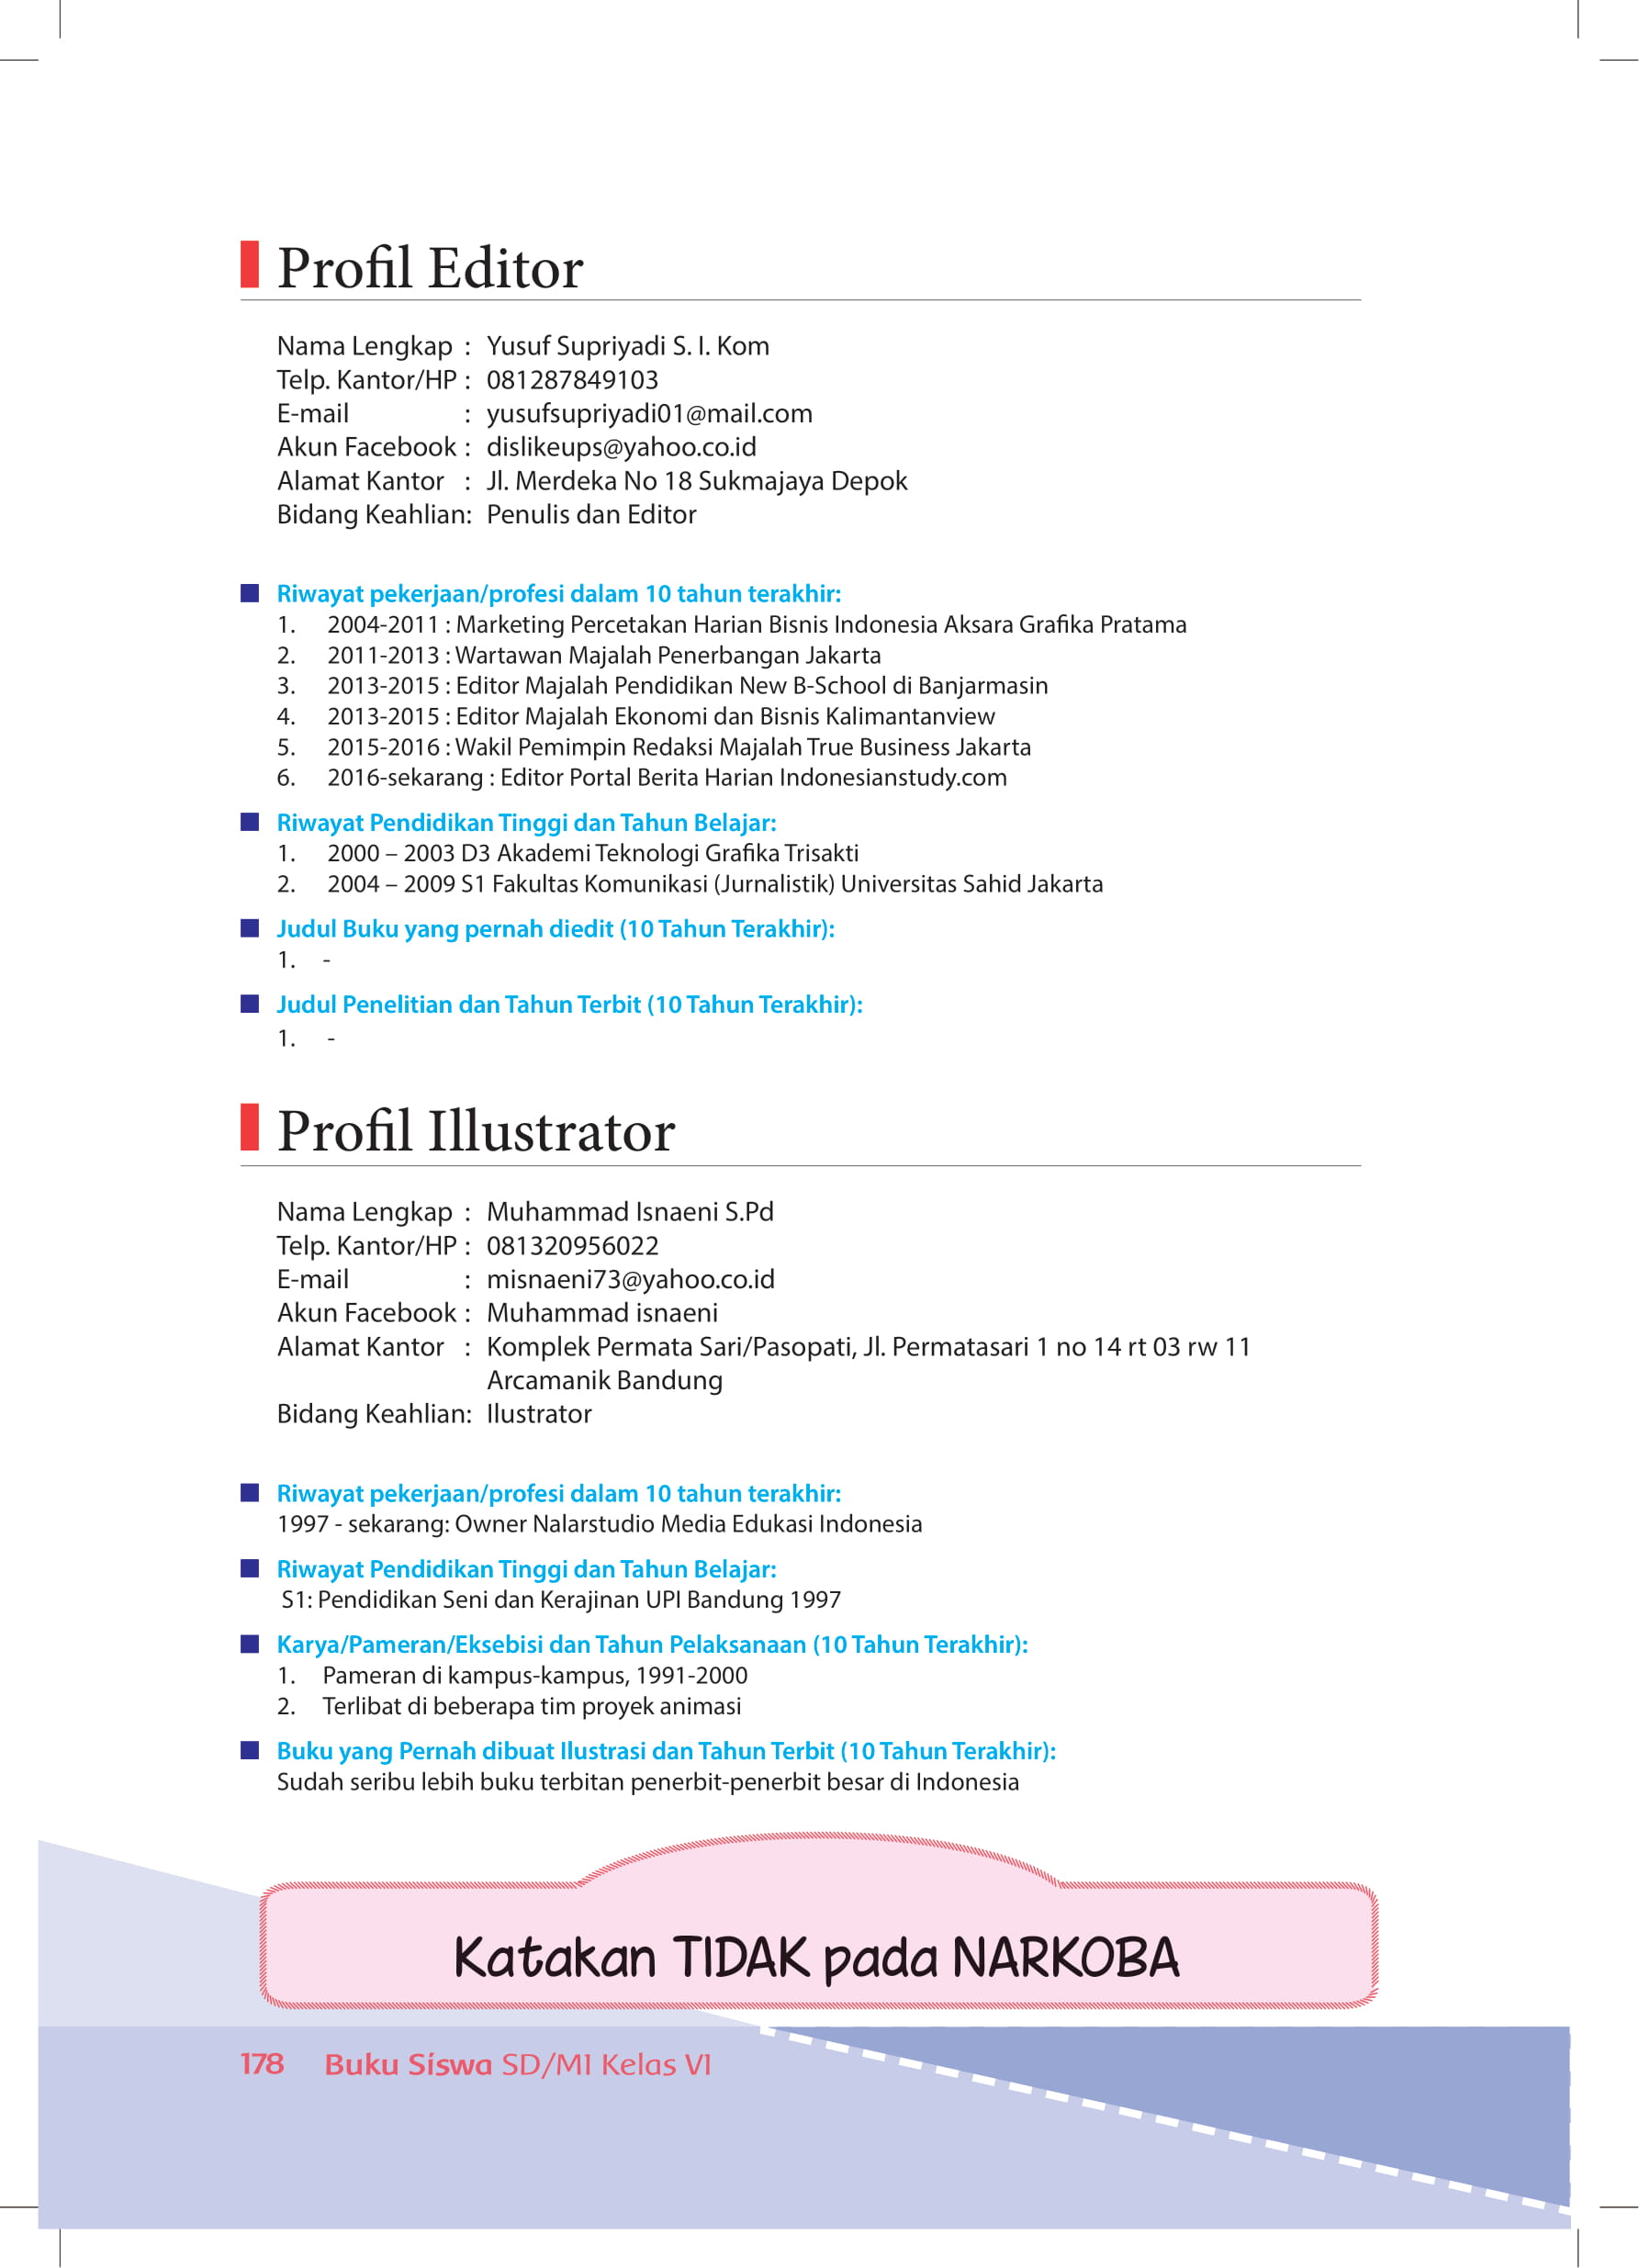 Profil Editor
Nama Lengkap : Yusuf Supriyadi S. I. Kom
Telp. Kantor/HP : 081287849103
E-mail : yusufsupriyadi01@mail.com
Akun Facebook : dislikeups@yahoo.co.id
Alamat Kantor : Jl. Merdeka No 18 Sukmajaya Depok
Bidang Keahlian: Penulis dan Editor
Riwayat pekerjaan/profesi dalam 10 tahun terakhir:
1. 2004-2011 : Marketing Percetakan Harian Bisnis Indonesia Aksara Grafika Pratama
2. 2011-2013 : Wartawan Majalah Penerbangan Jakarta
3. 2013-2015 : Editor Majalah Pendidikan New B-School di Banjarmasin
4. 2013-2015 : Editor Majalah Ekonomi dan Bisnis Kalimantanview
5. 2015-2016 : Wakil Pemimpin Redaksi Majalah True Business Jakarta
6. 2016-sekarang : Editor Portal Berita Harian Indonesianstudy.com
Riwayat Pendidikan Tinggi dan Tahun Belajar:
1. 2000 – 2003 D3 Akademi Teknologi Grafika Trisakti
2. 2004 – 2009 S1 Fakultas Komunikasi (Jurnalistik) Universitas Sahid Jakarta
Judul Buku yang pernah diedit (10 Tahun Terakhir):
1. -
Judul Penelitian dan Tahun Terbit (10 Tahun Terakhir):
1. -
Profil Illustrator
Nama Lengkap : Muhammad Isnaeni S.Pd
Telp. Kantor/HP : 081320956022
E-mail : misnaeni73@yahoo.co.id
Akun Facebook : Muhammad isnaeni
Alamat Kantor : Komplek Permata Sari/Pasopati, Jl. Permatasari 1 no 14 rt 03 rw 11
Arcamanik Bandung
Bidang Keahlian: Ilustrator
Riwayat pekerjaan/profesi dalam 10 tahun terakhir:
1997 - sekarang: Owner Nalarstudio Media Edukasi Indonesia
Riwayat Pendidikan Tinggi dan Tahun Belajar:
S1: Pendidikan Seni dan Kerajinan UPI Bandung 1997
Karya/Pameran/Eksebisi dan Tahun Pelaksanaan (10 Tahun Terakhir):
1. Pameran di kampus-kampus, 1991-2000
2. Terlibat di beberapa tim proyek animasi
Buku yang Pernah dibuat Ilustrasi dan Tahun Terbit (10 Tahun Terakhir):
Sudah seribu lebih buku terbitan penerbit-penerbit besar di Indonesia
Katakan TIDAK pada NARKOBA
178 Buku Siswa SD/MI Kelas VI